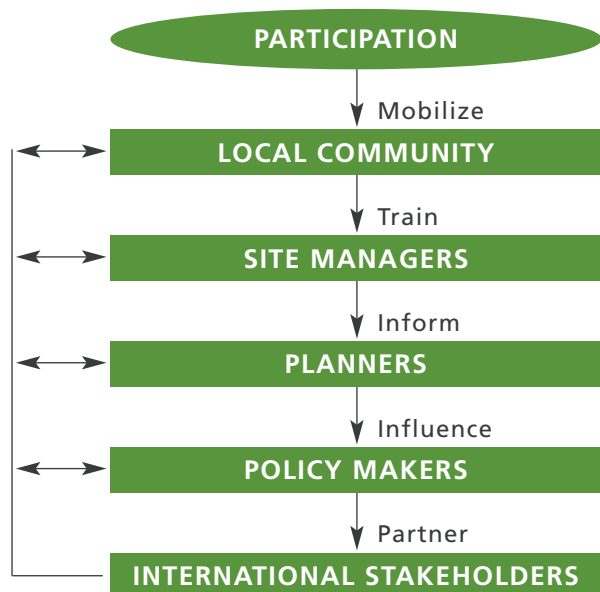 PARTICIPATION
Mobilize
LOCAL COMMUNITY
Train
SITE MANAGERS
Inform
PLANNERS
Influence
POLICY MAKERS
Partner
INTERNATIONAL STAKEHOLDERS